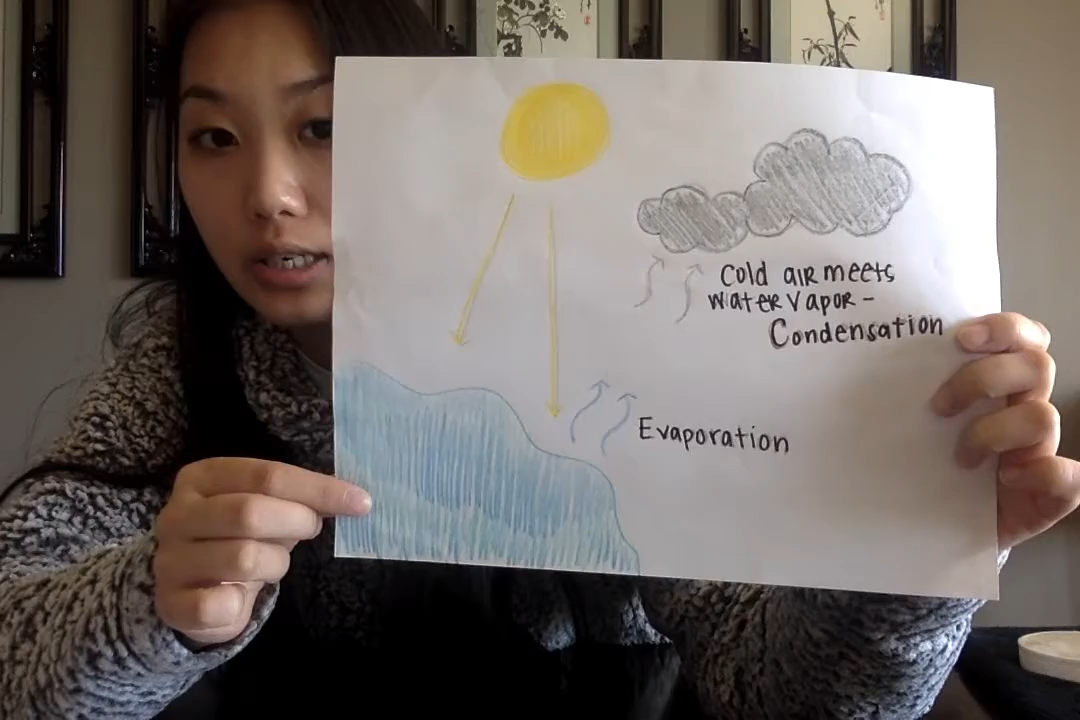 Cold air meets
water vapor -
Condensation
Evaporation